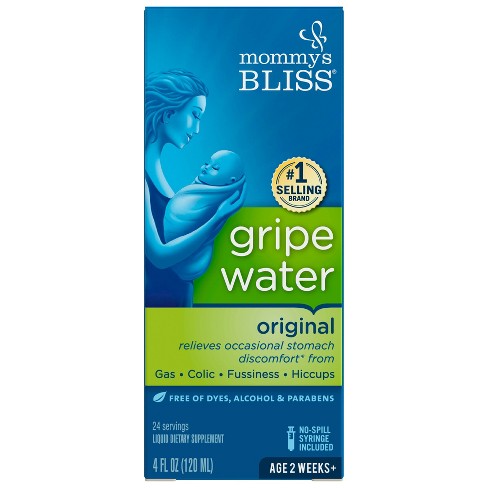 mommy's
BLISS®
#1
SELLING
BRAND
gripe
water
original
relieves occasional stomach
discomfort* from
Gas • Colic • Fussiness • Hiccups
FREE OF DYES, ALCOHOL & PARABENS
24 servings
LIQUID DIETARY SUPPLEMENT
4 FL OZ (120 ML)
NO-SPILL
SYRINGE
INCLUDED
AGE 2 WEEKS+